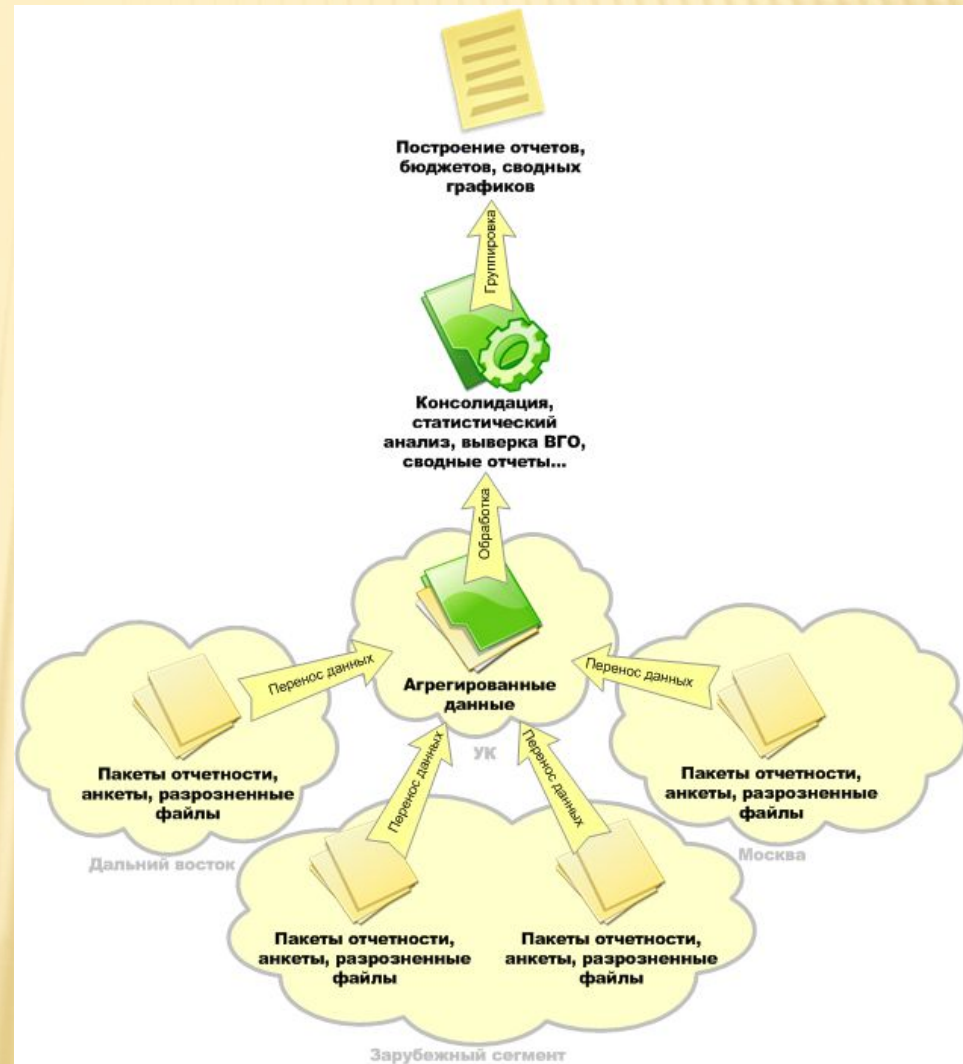 Построение отчетов,
бюджетов, сводных
графиков
Группировка
Консолидация,
статистический
анализ, выверка ВГО,
сводные отчеты...
Обработка
Агрегированные
данные
УК
Перенос данных
Пакеты отчетности,
анкеты, разрозненные
файлы
Дальний восток
Перенос данных
Пакеты отчетности,
анкеты, разрозненные
файлы
Москва
Перенос данных
Пакеты отчетности,
анкеты, разрозненные
файлы
Перенос данных
Пакеты отчетности,
анкеты, разрозненные
файлы
Зарубежный сегмент